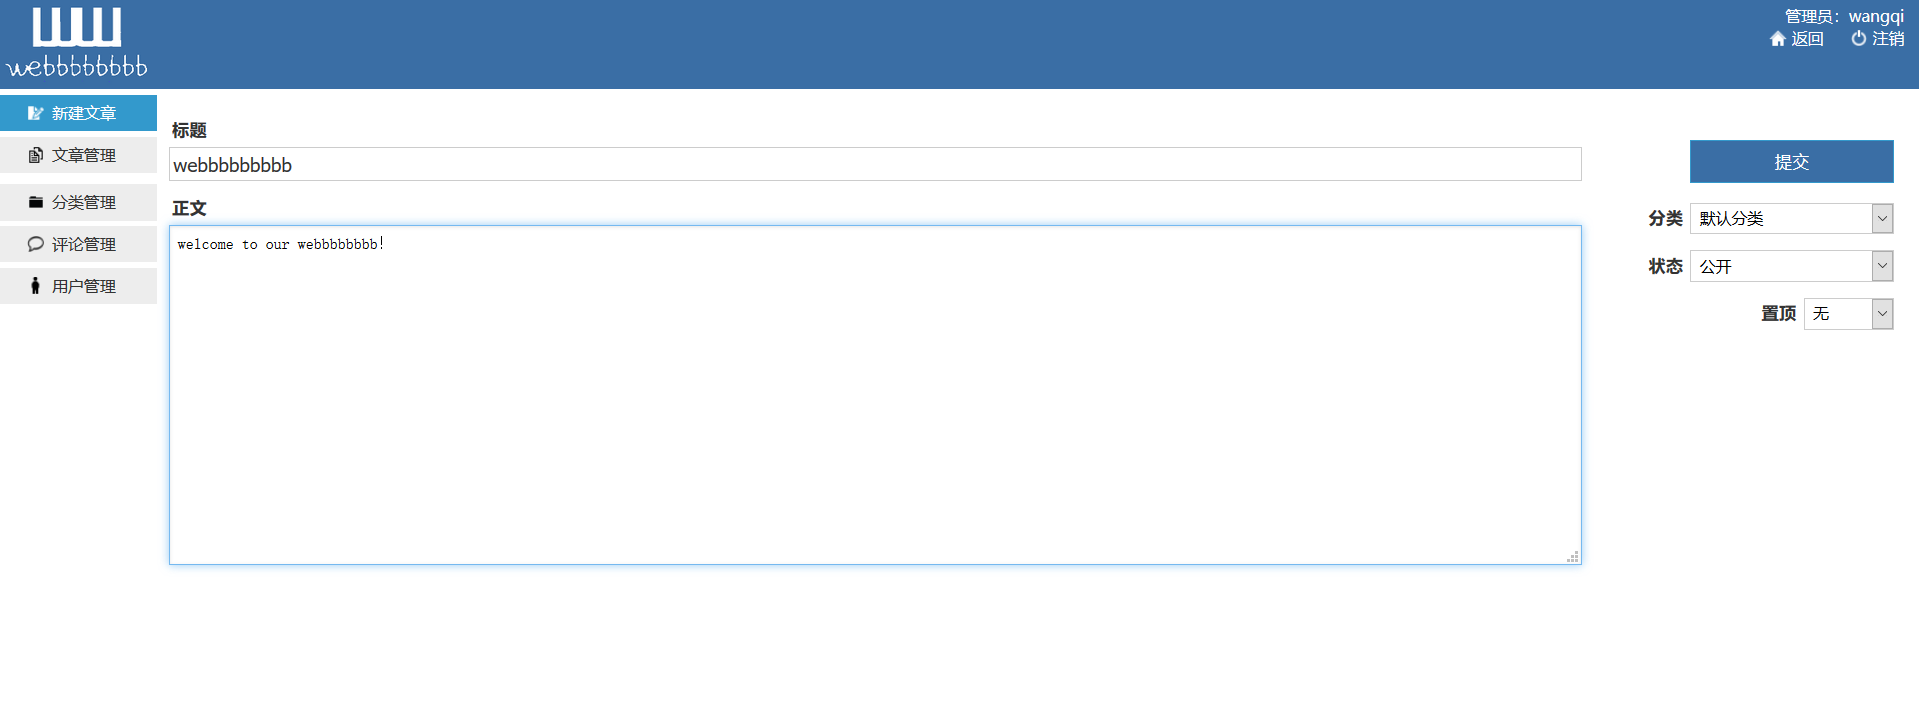 webbbbbbbb
管理员：wangqi
返回 注销
新建文章
文章管理
分类管理
评论管理
用户管理
标题
webbbbbbbbb
正文
welcome to our webbbbbbbb!
提交
分类 默认分类
状态 公开
置顶 无